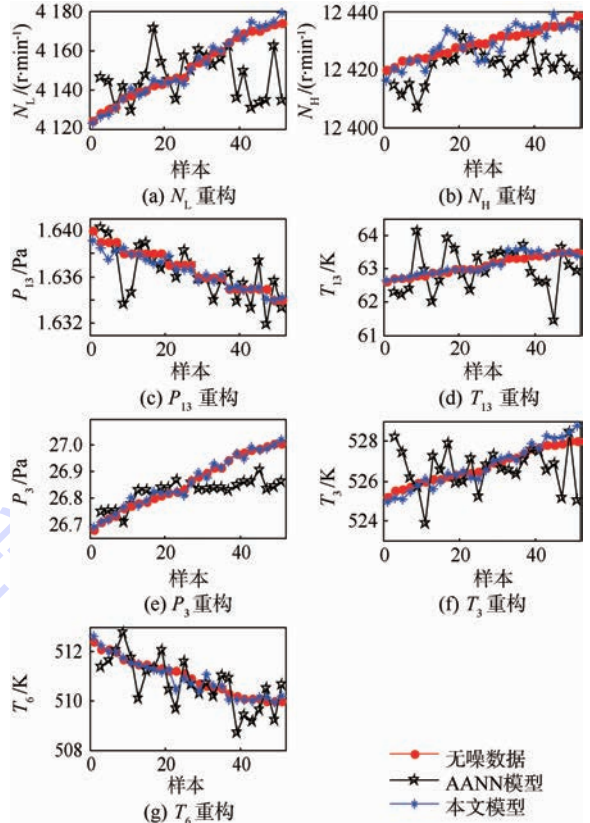 4 180
4 160
4 140
4 120
N_L/(r·min⁻¹)
0 20 40
样本
(a) N_L 重构
12 440
12 420
12 400
N_H/(r·min⁻¹)
0 20 40
样本
(b) N_H 重构
1.640
1.636
1.632
P_13/Pa
0 20 40
样本
(c) P_13 重构
64
63
62
61
T_13/K
0 20 40
样本
(d) T_13 重构
27.0
26.9
26.8
26.7
P_3/Pa
0 20 40
样本
(e) P_3 重构
528
526
524
T_3/K
0 20 40
样本
(f) T_3 重构
512
510
508
T_6/K
0 20 40
样本
(g) T_6 重构
无噪数据
AANN模型
本文模型